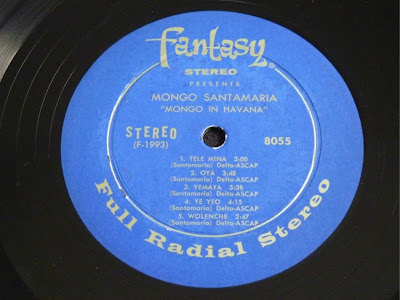 Fantasy®
STEREO
PRESENTS
MONGO SANTAMARIA
"MONGO IN HAVANA"
STEREO 8055
(F-1993)
1. TELE MINA 3:00
(Santamaria) Delta-ASCAP
2. OYA 3:48
(Santamaria) Delta-ASCAP
3. YEMAYA 3:38
(Santamaria) Delta-ASCAP
4. YE YEO 4:15
(Santamaria) Delta-ASCAP
5. WOLENCHE 2:47
(Santamaria) Delta-ASCAP
Full Radial Stereo